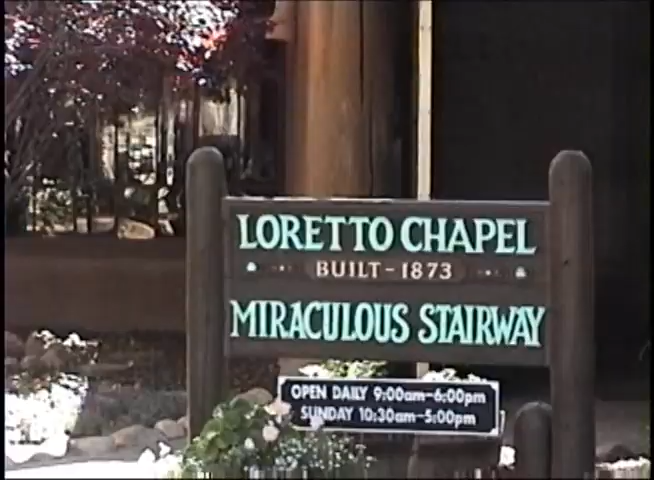 LORETTO CHAPEL
BUILT - 1873
MIRACULOUS STAIRWAY
OPEN DAILY 9:00am-6:00pm
SUNDAY 10:30am-5:00pm